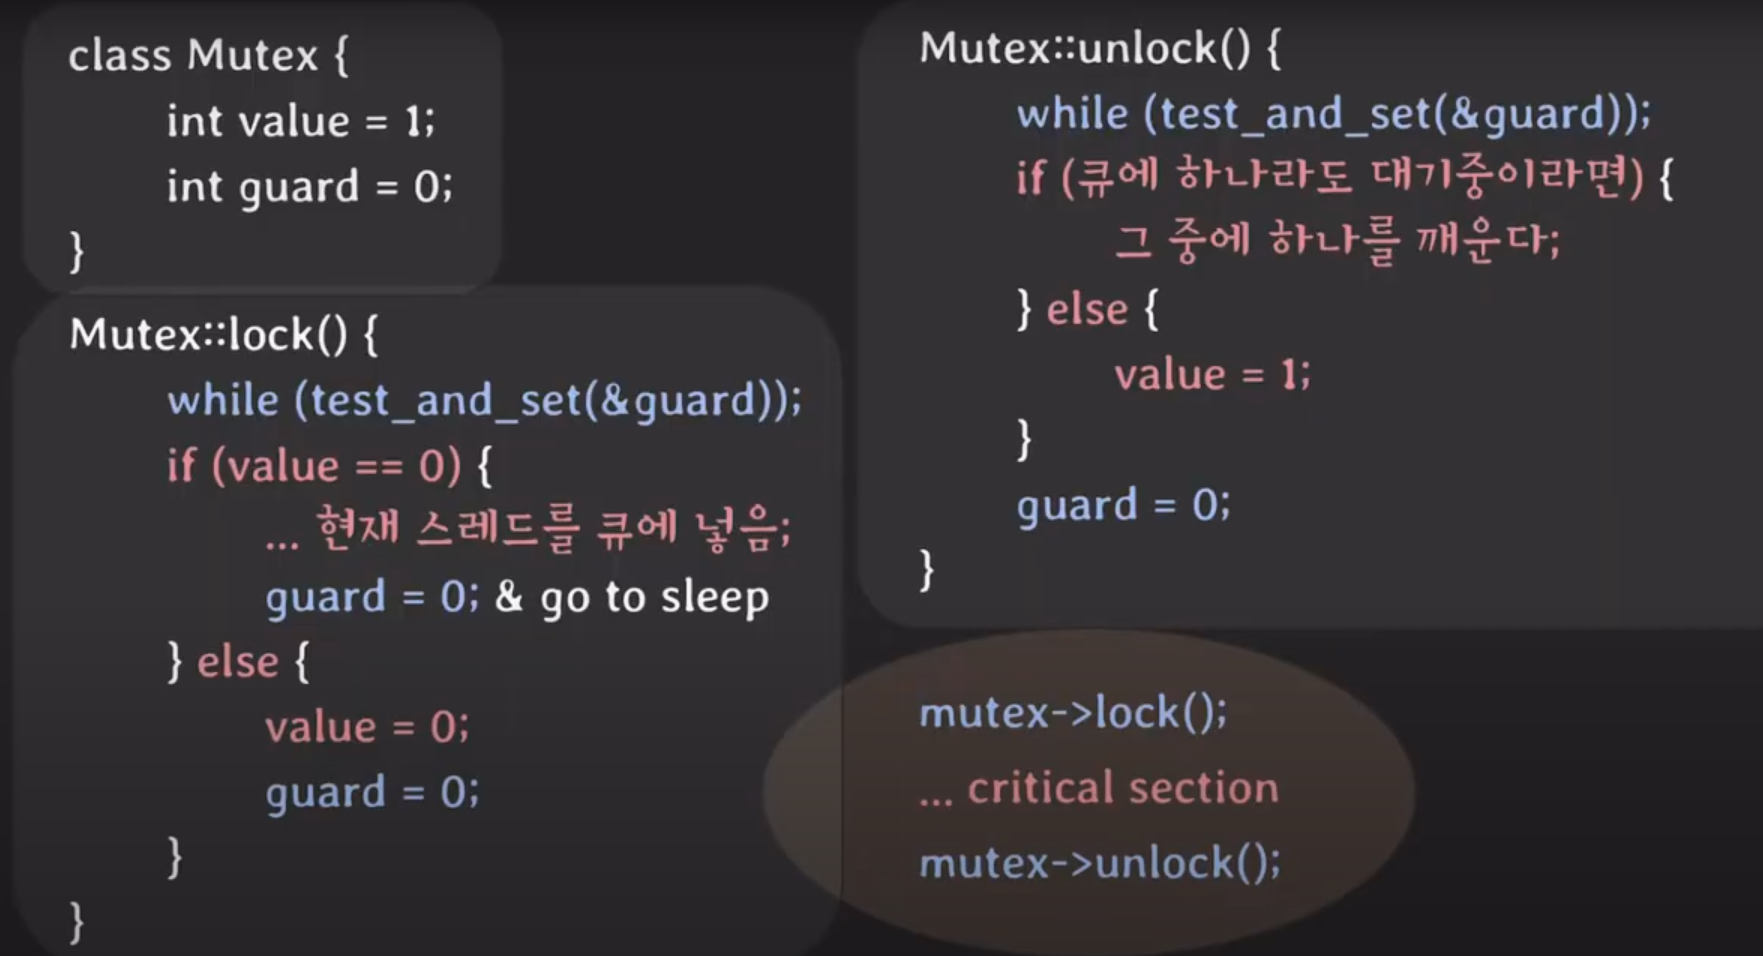 class Mutex {
int value = 1;
int guard = 0;
}
Mutex::lock() {
while (test_and_set(&guard));
if (value == 0) {
... 현재 스레드를 큐에 넣음;
guard = 0; & go to sleep
} else {
value = 0;
guard = 0;
}
}
Mutex::unlock() {
while (test_and_set(&guard));
if (큐에 하나라도 대기중이라면) {
그 중에 하나를 깨운다;
} else {
value = 1;
}
guard = 0;
}
mutex->lock();
... critical section
mutex->unlock();